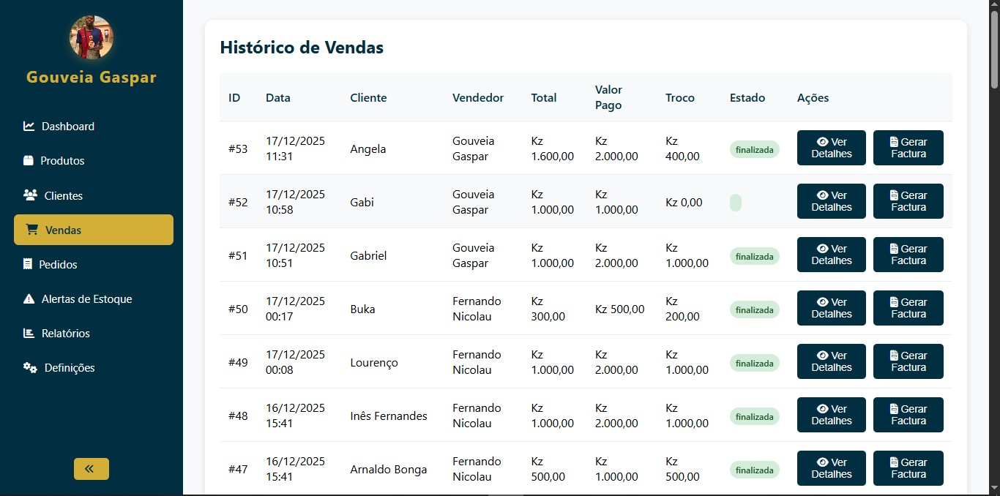 Gouveia Gaspar
Dashboard
Produtos
Clientes
Vendas
Pedidos
Alertas de Estoque
Relatórios
Definições
Histórico de Vendas
ID Data Cliente Vendedor Total Valor Pago Troco Estado Ações
#53 17/12/2025 11:31 Angela Gouveia Gaspar Kz 1.600,00 Kz 2.000,00 Kz 400,00 finalizada Ver Detalhes Gerar Factura
#52 17/12/2025 10:58 Gabi Gouveia Gaspar Kz 1.000,00 Kz 1.000,00 Kz 0,00 Ver Detalhes Gerar Factura
#51 17/12/2025 10:51 Gabriel Gouveia Gaspar Kz 1.000,00 Kz 2.000,00 Kz 1.000,00 finalizada Ver Detalhes Gerar Factura
#50 17/12/2025 00:17 Buka Fernando Nicolau Kz 300,00 Kz 500,00 Kz 200,00 finalizada Ver Detalhes Gerar Factura
#49 17/12/2025 00:08 Lourenço Fernando Nicolau Kz 1.000,00 Kz 2.000,00 Kz 1.000,00 finalizada Ver Detalhes Gerar Factura
#48 16/12/2025 15:41 Inês Fernandes Fernando Nicolau Kz 1.000,00 Kz 2.000,00 Kz 1.000,00 finalizada Ver Detalhes Gerar Factura
#47 16/12/2025 15:41 Arnaldo Bonga Fernando Nicolau Kz 500,00 Kz 1.000,00 Kz 500,00 finalizada Ver Detalhes Gerar Factura